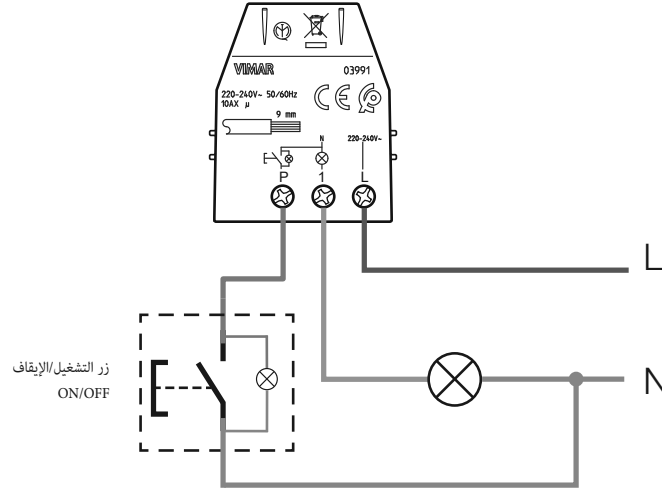 VIMAR 03991
220-240V~ 50/60Hz
10AX μ
9 mm
N
220-240V~
P 1 L
L
N
زر التشغيل/الإيقاف
ON/OFF